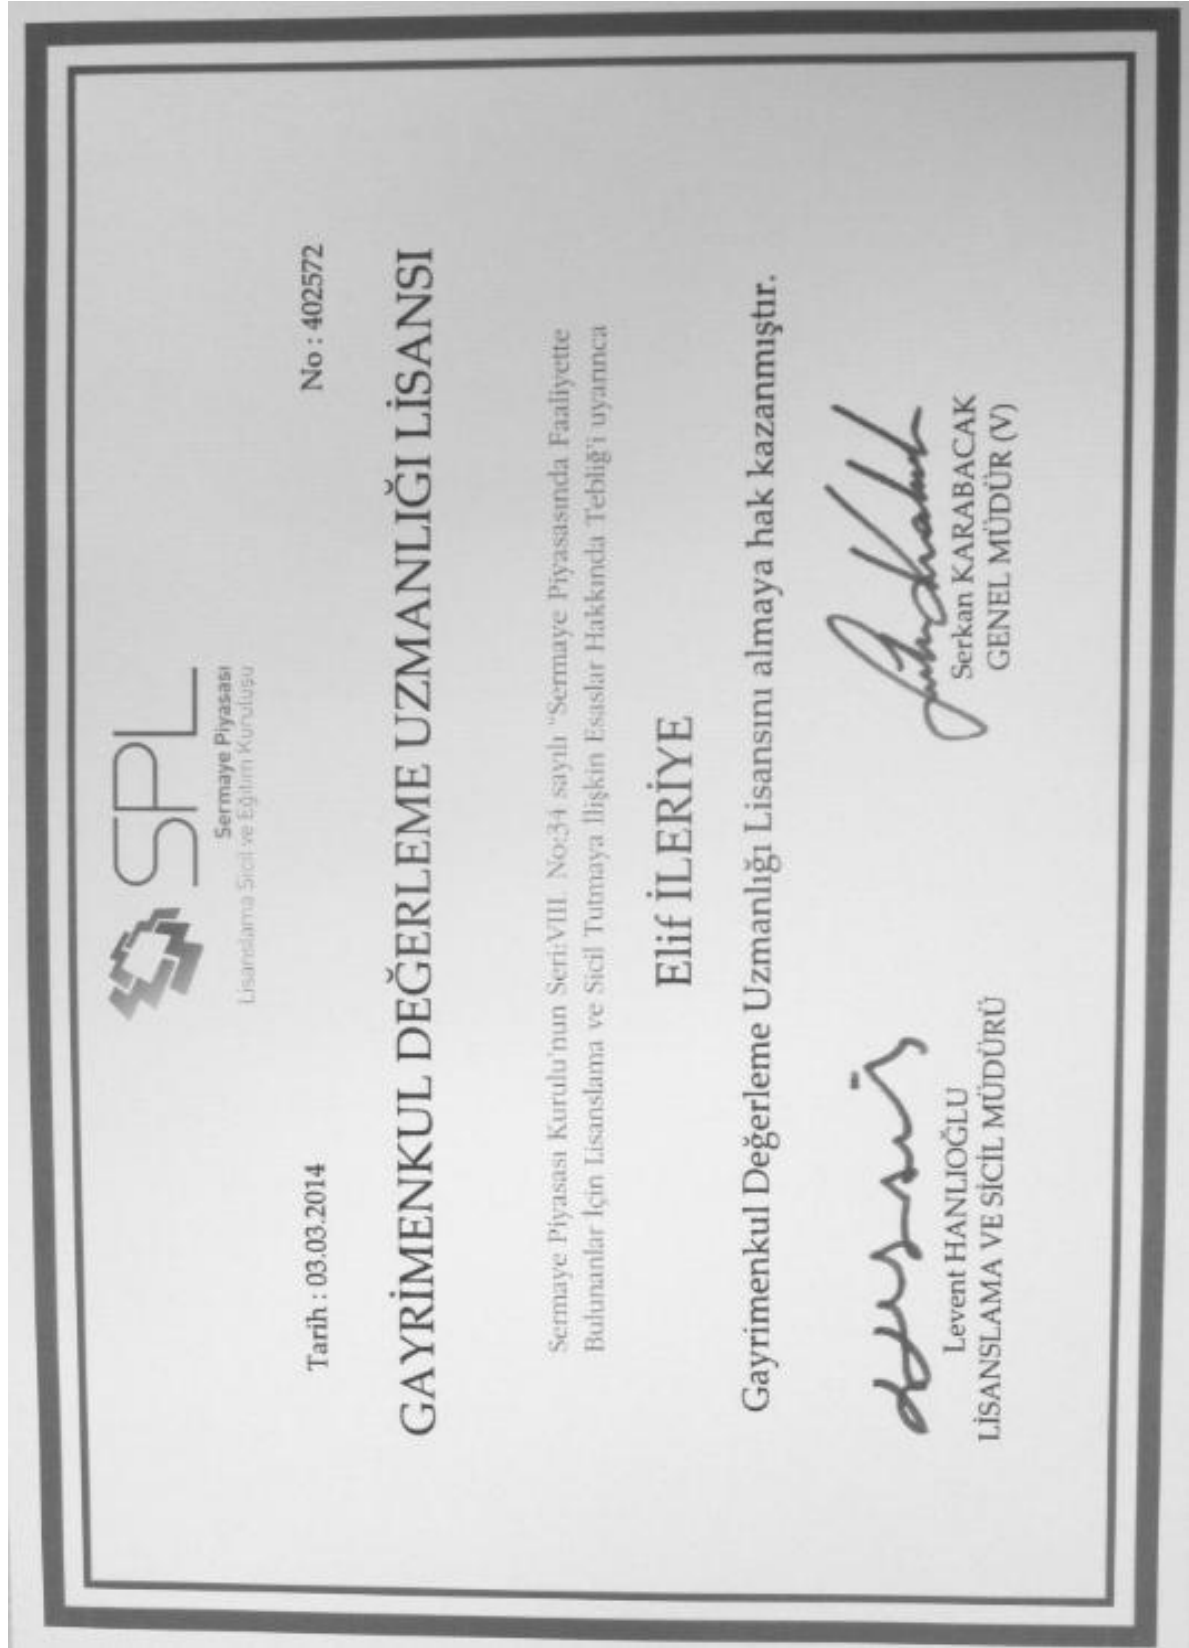 SPL
Sermaye Piyasası
Lisanslama Sicil ve Eğitim Kuruluşu
Tarih : 03.03.2014
No : 402572
GAYRİMENKUL DEĞERLEME UZMANLIĞI LİSANSI
Sermaye Piyasası Kurulu'nun Seri:VIII. No:34 sayılı "Sermaye Piyasasında Faaliyette
Bulunanlar İçin Lisanslama ve Sicil Tutmaya İlişkin Esaslar Hakkında Tebliğ'i uyarınca
Elif İLERİYE
Gayrimenkul Değerleme Uzmanlığı Lisansını almaya hak kazanmıştır.
Levent HANLIOĞLU
LİSANSLAMA VE SİCİL MÜDÜRÜ
Serkan KARABACAK
GENEL MÜDÜR (V)